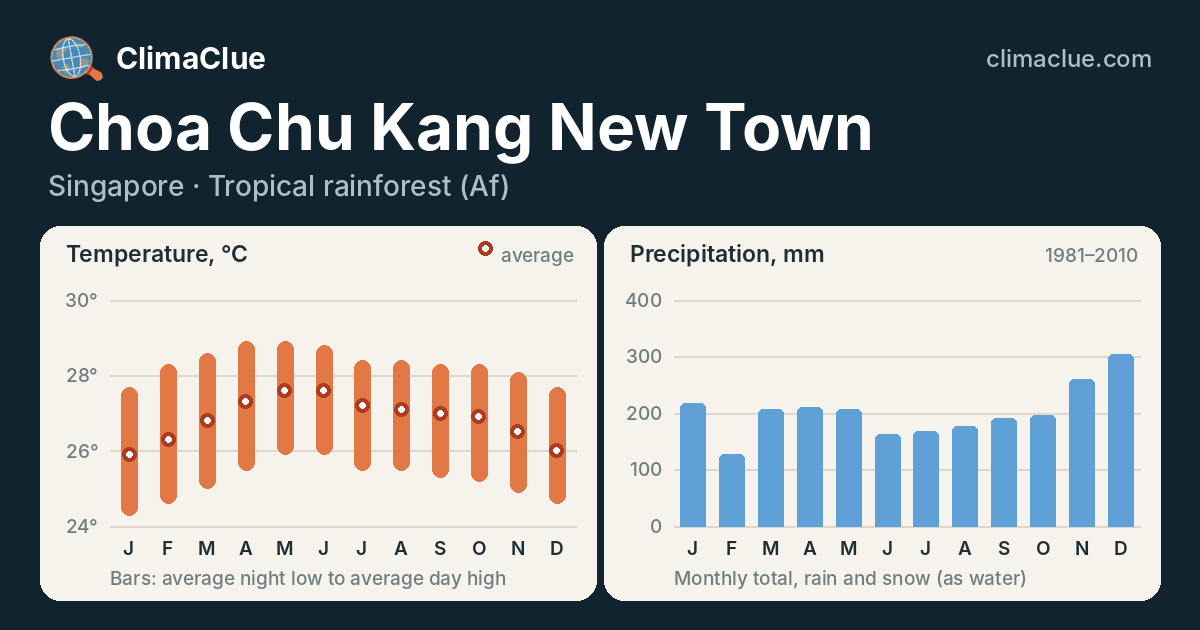 ClimaClue
climaclue.com
Choa Chu Kang New Town
Singapore · Tropical rainforest (Af)
Temperature, °C
average
30°
28°
26°
24°
J F M A M J J A S O N D
Bars: average night low to average day high
Precipitation, mm
1981–2010
400
300
200
100
0
J F M A M J J A S O N D
Monthly total, rain and snow (as water)